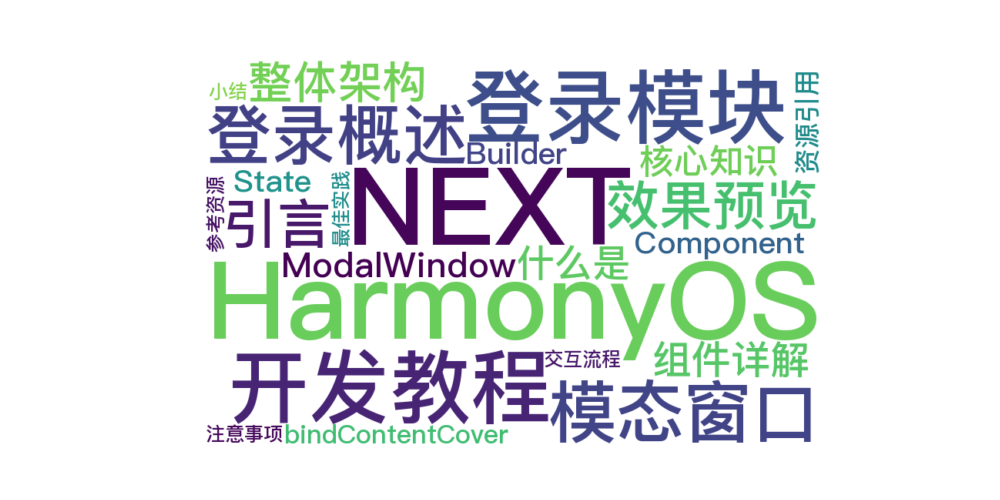 整体架构
小结
登录模块
登录概述
资源引用
Builder
核心知识
State
NEXT
效果预览
参考资源
引言
最佳实践
Component
ModalWindow
什么是
HarmonyOS
开发教程
交互流程
组件详解
模态窗口
注意事项
bindContentCover